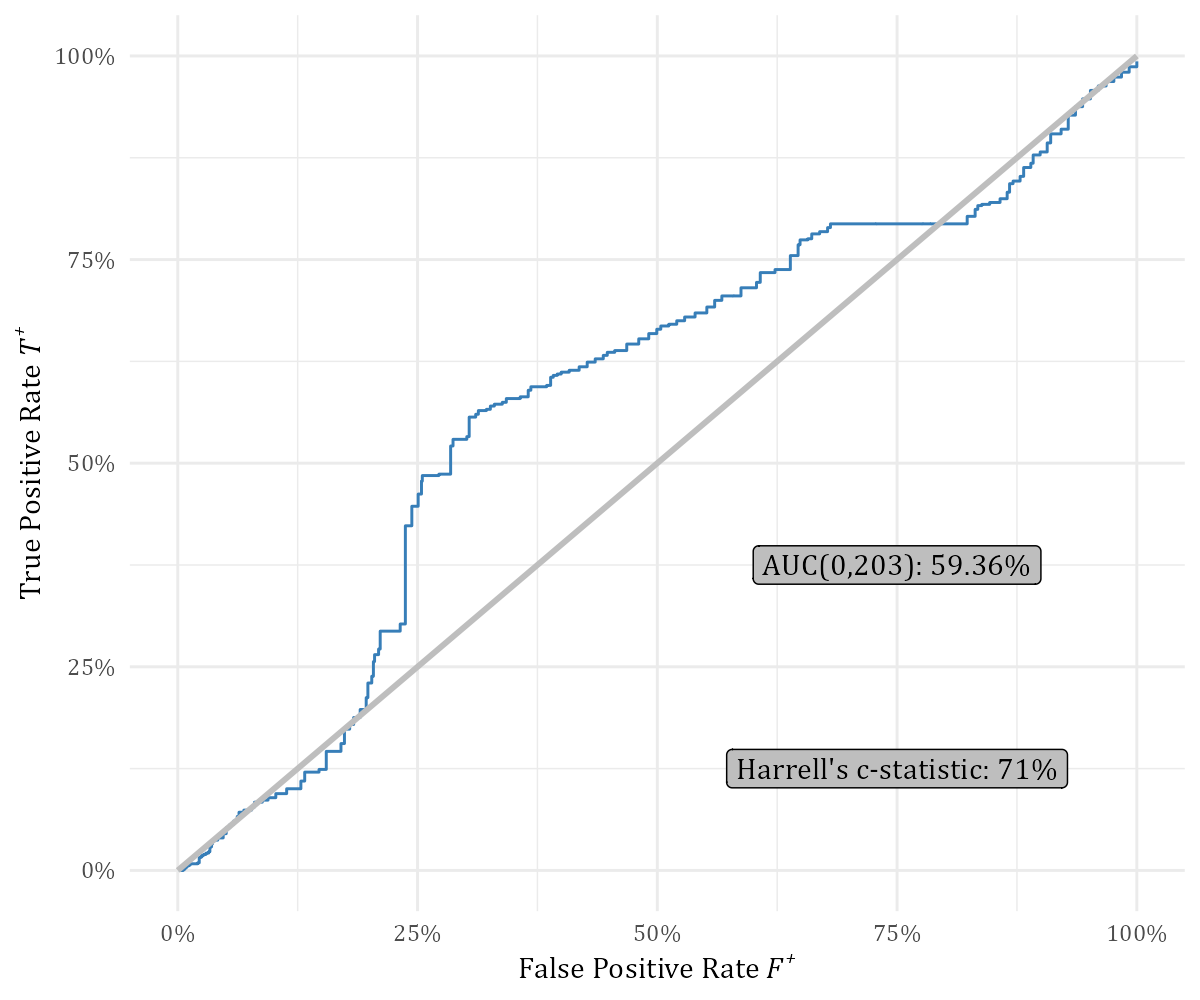 100%
75%
50%
25%
0%
True Positive Rate T⁺
AUC(0,203): 59.36%
Harrell's c-statistic: 71%
0% 25% 50% 75% 100%
False Positive Rate F⁺